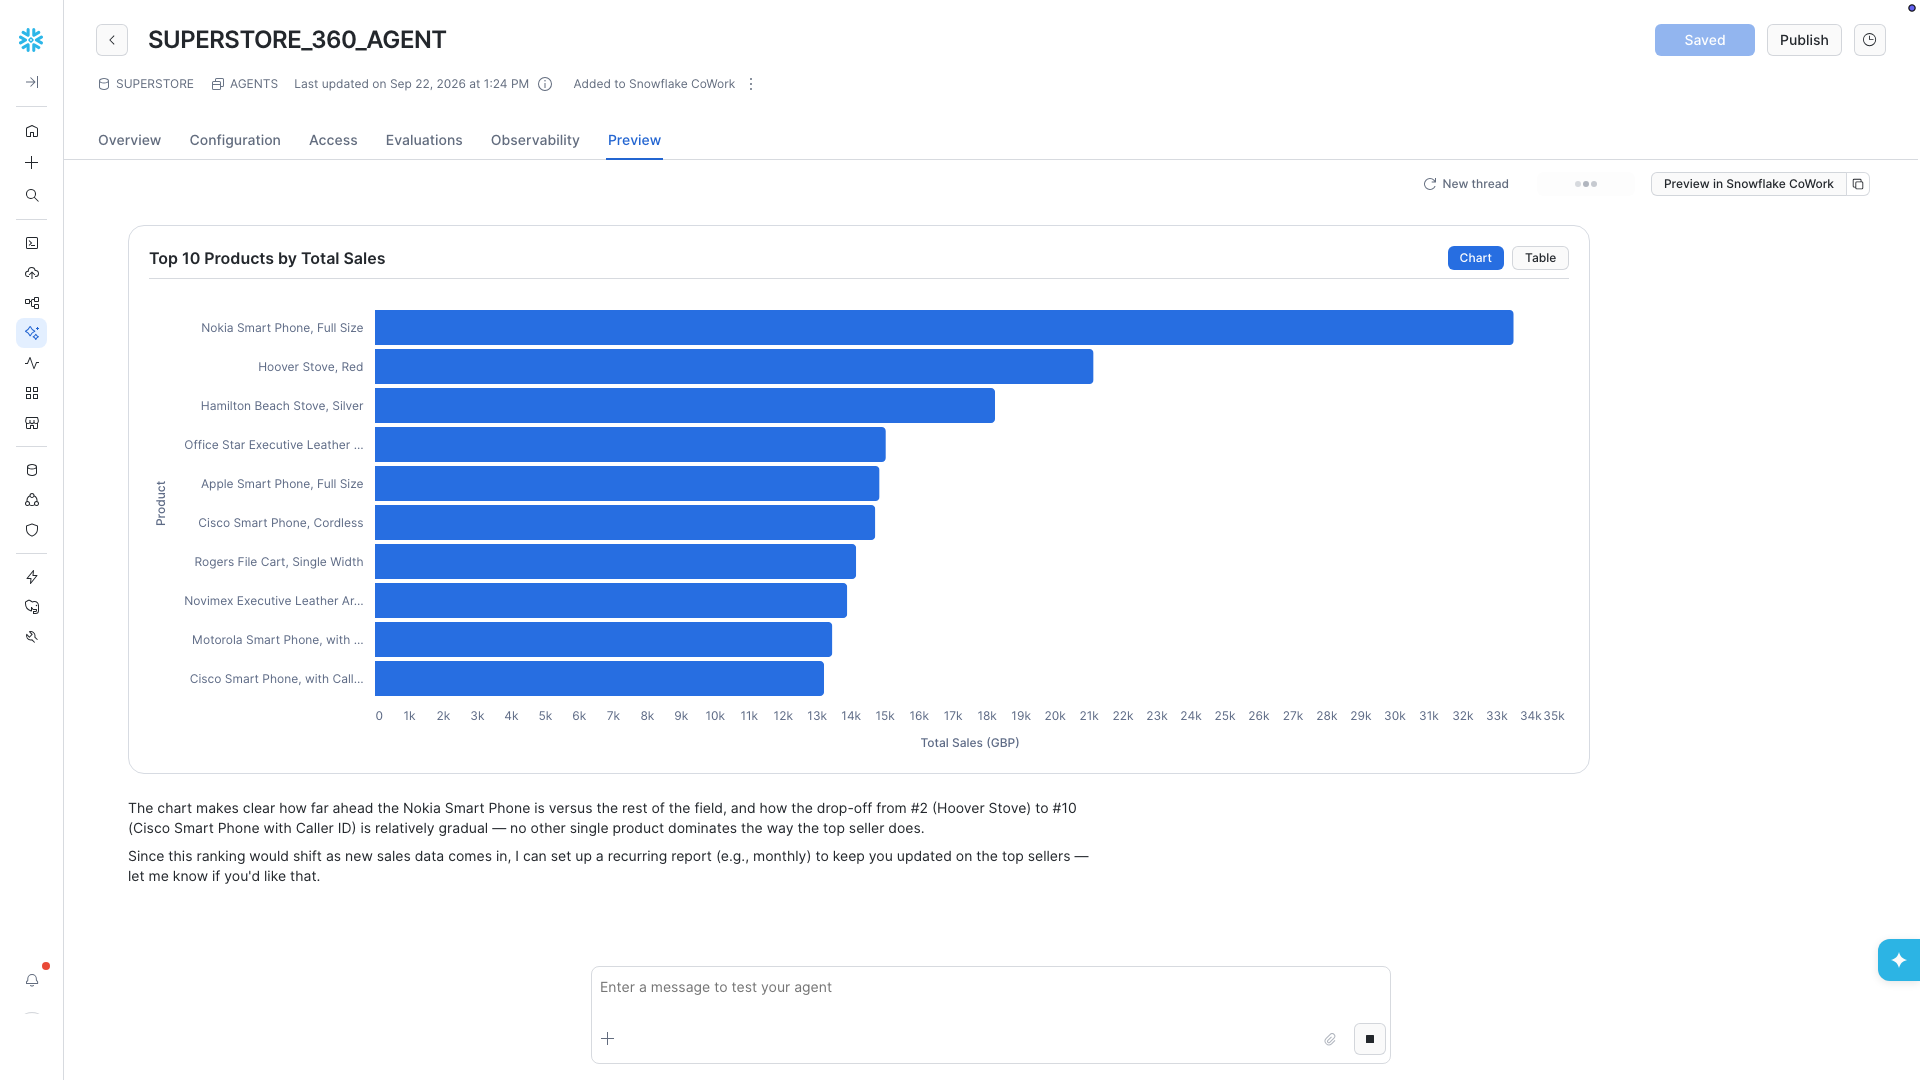 SUPERSTORE_360_AGENT
Saved
Publish
SUPERSTORE
AGENTS
Last updated on Sep 22, 2026 at 1:24 PM
Added to Snowflake CoWork
Overview
Configuration
Access
Evaluations
Observability
Preview
New thread
Preview in Snowflake CoWork
Top 10 Products by Total Sales
Chart
Table
Product
Nokia Smart Phone, Full Size
Hoover Stove, Red
Hamilton Beach Stove, Silver
Office Star Executive Leather ...
Apple Smart Phone, Full Size
Cisco Smart Phone, Cordless
Rogers File Cart, Single Width
Novimex Executive Leather Ar...
Motorola Smart Phone, with ...
Cisco Smart Phone, with Call...
0 1k 2k 3k 4k 5k 6k 7k 8k 9k 10k 11k 12k 13k 14k 15k 16k 17k 18k 19k 20k 21k 22k 23k 24k 25k 26k 27k 28k 29k 30k 31k 32k 33k 34k 35k
Total Sales (GBP)
The chart makes clear how far ahead the Nokia Smart Phone is versus the rest of the field, and how the drop-off from #2 (Hoover Stove) to #10
(Cisco Smart Phone with Caller ID) is relatively gradual — no other single product dominates the way the top seller does.
Since this ranking would shift as new sales data comes in, I can set up a recurring report (e.g., monthly) to keep you updated on the top sellers —
let me know if you'd like that.
Enter a message to test your agent